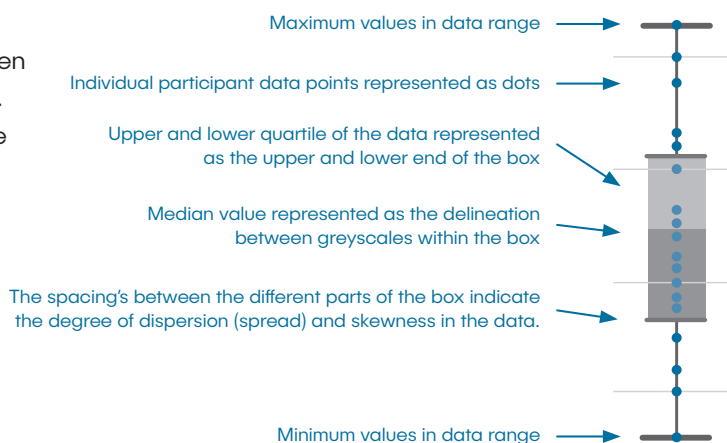 Maximum values in data range
en
Individual participant data points represented as dots
e
Upper and lower quartile of the data represented
as the upper and lower end of the box
Median value represented as the delineation
between greyscales within the box
The spacing's between the different parts of the box indicate
the degree of dispersion (spread) and skewness in the data.
Minimum values in data range